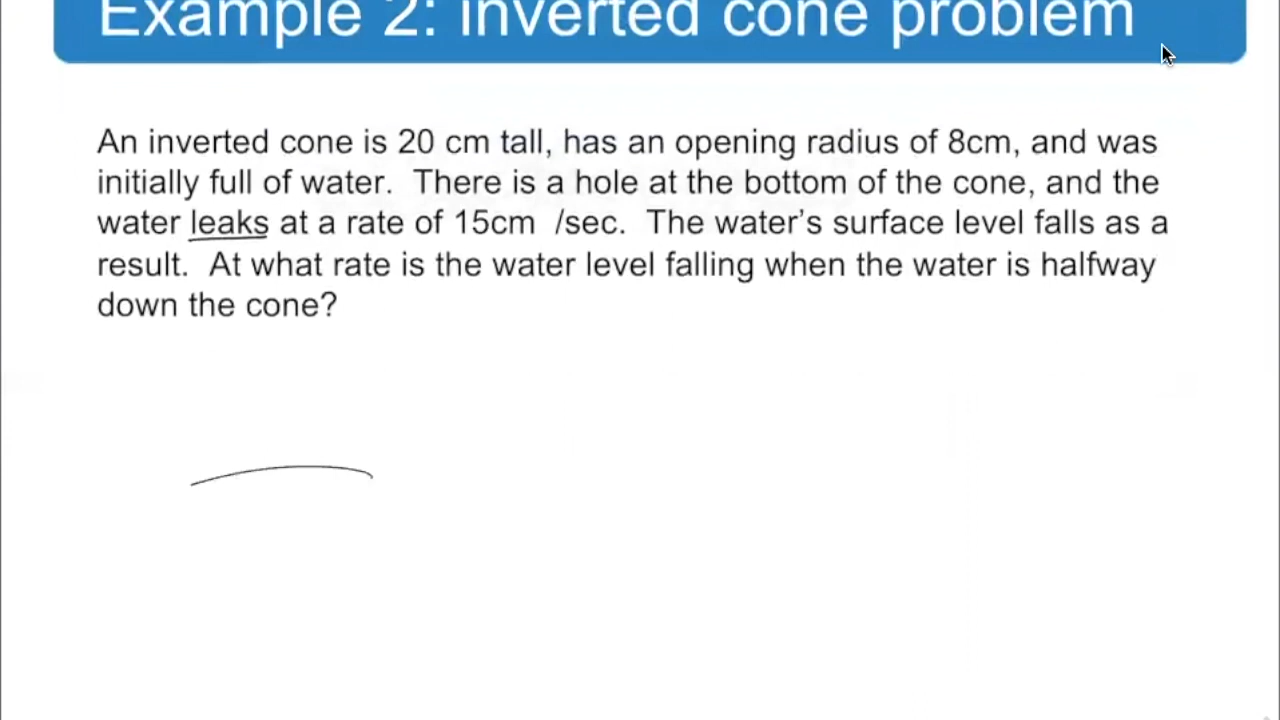 Example 2: inverted cone problem
An inverted cone is 20 cm tall, has an opening radius of 8cm, and was
initially full of water.  There is a hole at the bottom of the cone, and the
water leaks at a rate of 15cm  /sec.  The water’s surface level falls as a
result.  At what rate is the water level falling when the water is halfway
down the cone?